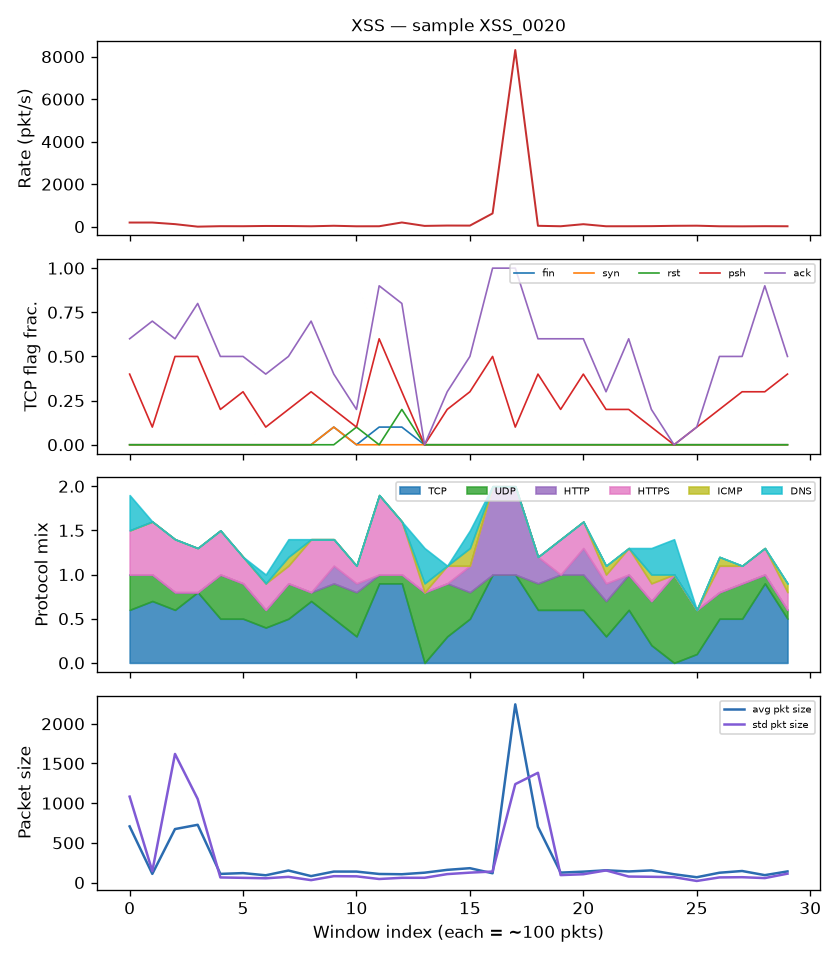 XSS — sample XSS_0020
Rate (pkt/s)
8000
6000
4000
2000
0
TCP flag frac.
1.00
0.75
0.50
0.25
0.00
fin syn rst psh ack
Protocol mix
2.0
1.5
1.0
0.5
0.0
TCP UDP HTTP HTTPS ICMP DNS
Packet size
2000
1500
1000
500
0
avg pkt size
std pkt size
0 5 10 15 20 25 30
Window index (each = ~100 pkts)